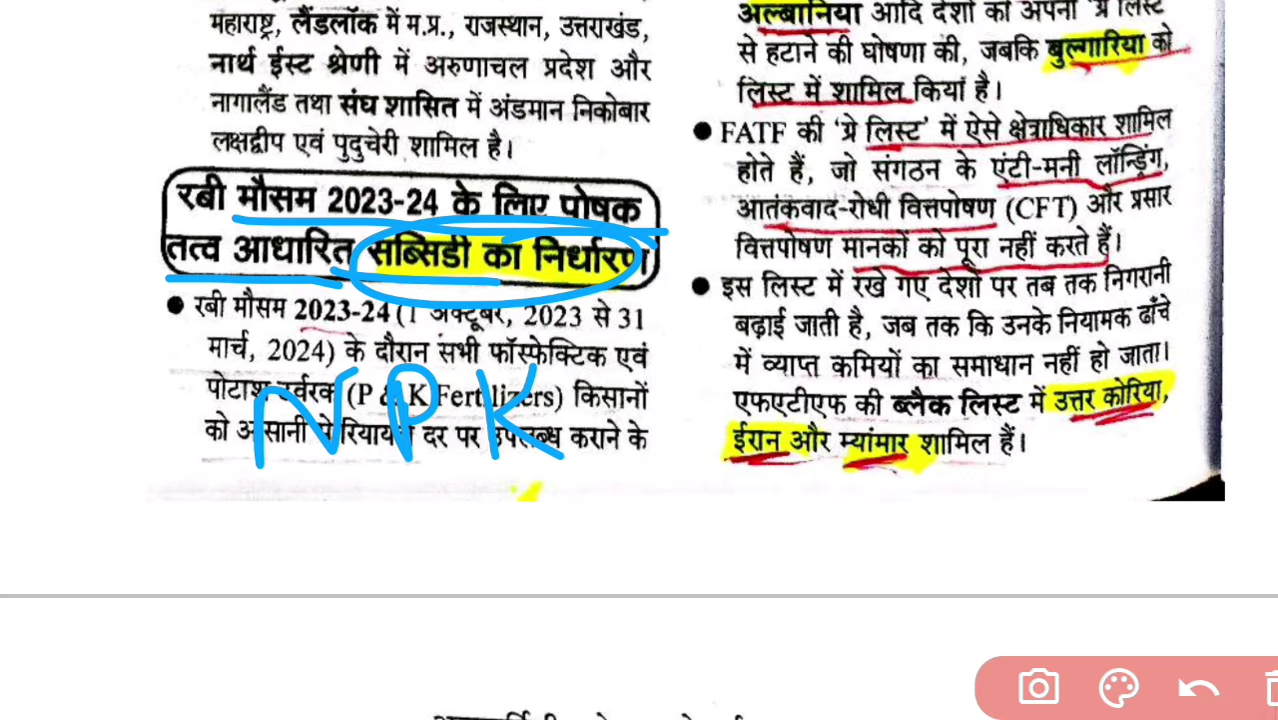 महाराष्ट्र, लैंडलॉक में म.प्र., राजस्थान, उत्तराखंड,
नार्थ ईस्ट श्रेणी में अरुणाचल प्रदेश और
नागालैंड तथा संघ शासित में अंडमान निकोबार
लक्षद्वीप एवं पुदुचेरी शामिल है।
रबी मौसम 2023-24 के लिए पोषक
तत्व आधारित सब्सिडी का निर्धारण
● रबी मौसम 2023-24 (1 अक्टूबर, 2023 से 31
मार्च, 2024) के दौरान सभी फॉस्फेक्टिक एवं
पोटाश उर्वरक (P & K Fertilizers) किसानों
को आसानी से रियायती दर पर उपलब्ध कराने के
N P K
अल्बानिया आदि देशों को अपनी 'ग्रे लिस्ट
से हटाने की घोषणा की, जबकि बुल्गारिया को
लिस्ट में शामिल किया है।
● FATF की 'ग्रे लिस्ट' में ऐसे क्षेत्राधिकार शामिल
होते हैं, जो संगठन के एंटी-मनी लॉन्ड्रिंग,
आतंकवाद-रोधी वित्तपोषण (CFT) और प्रसार
वित्तपोषण मानकों को पूरा नहीं करते हैं।
● इस लिस्ट में रखे गए देशों पर तब तक निगरानी
बढ़ाई जाती है, जब तक कि उनके नियामक ढाँचे
में व्याप्त कमियों का समाधान नहीं हो जाता।
एफएटीएफ की ब्लैक लिस्ट में उत्तर कोरिया,
ईरान और म्यांमार शामिल हैं।